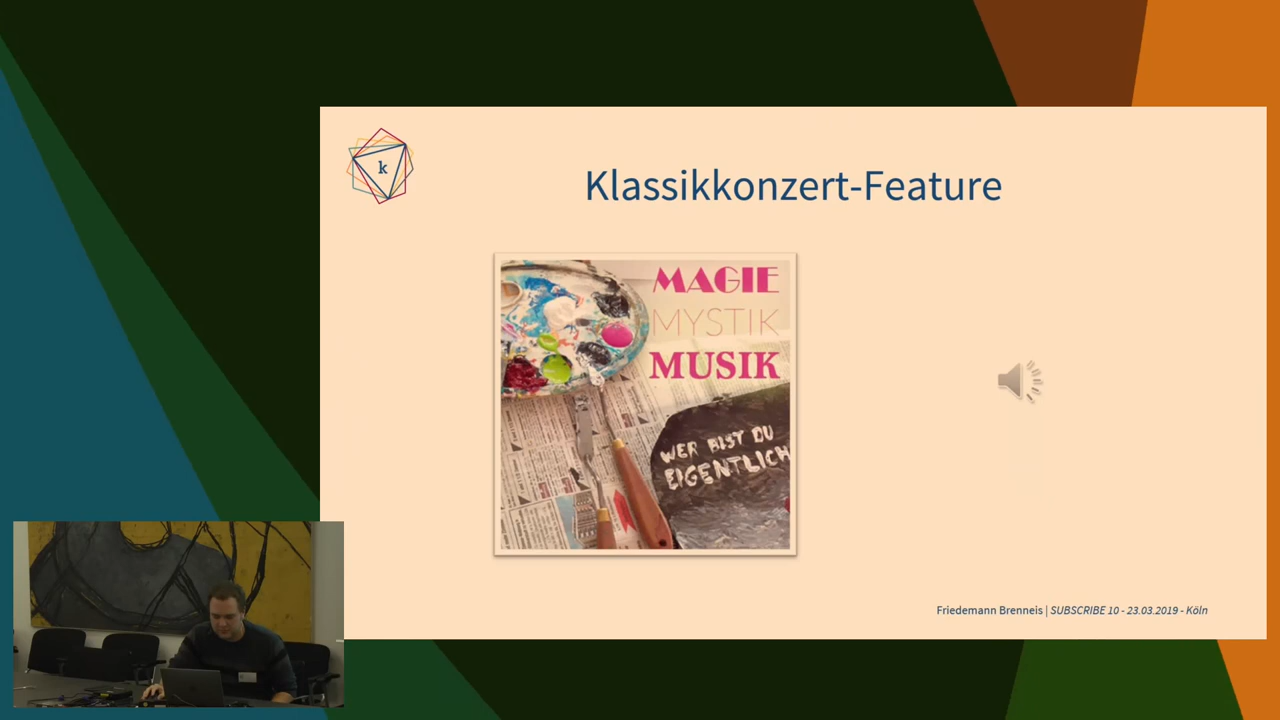 k
Klassikkonzert-Feature
MAGIE
MYSTIK
MUSIK
WER BIST DU
EIGENTLICH
Friedemann Brenneis | SUBSCRIBE 10 - 23.03.2019 - Köln